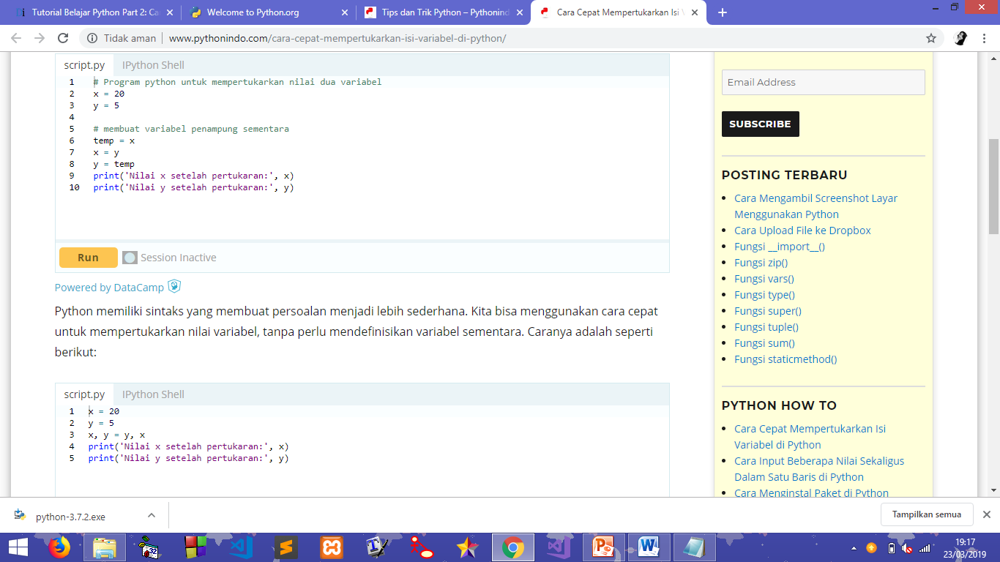 Tutorial Belajar Python Part 2: Ca
Welcome to Python.org
Tips dan Trik Python – Pythonind
Cara Cepat Mempertukarkan Isi V
Tidak aman
www.pythonindo.com/cara-cepat-mempertukarkan-isi-variabel-di-python/
script.py
IPython Shell
1 # Program python untuk mempertukarkan nilai dua variabel
2 x = 20
3 y = 5
4
5 # membuat variabel penampung sementara
6 temp = x
7 x = y
8 y = temp
9 print('Nilai x setelah pertukaran:', x)
10 print('Nilai y setelah pertukaran:', y)
Run
Session Inactive
Powered by DataCamp
Python memiliki sintaks yang membuat persoalan menjadi lebih sederhana. Kita bisa menggunakan cara cepat
untuk mempertukarkan nilai variabel, tanpa perlu mendefinisikan variabel sementara. Caranya adalah seperti
berikut:
script.py
IPython Shell
1 x = 20
2 y = 5
3 x, y = y, x
4 print('Nilai x setelah pertukaran:', x)
5 print('Nilai y setelah pertukaran:', y)
Email Address
SUBSCRIBE
POSTING TERBARU
Cara Mengambil Screenshot Layar
Menggunakan Python
Cara Upload File ke Dropbox
Fungsi __import__()
Fungsi zip()
Fungsi vars()
Fungsi type()
Fungsi super()
Fungsi tuple()
Fungsi sum()
Fungsi staticmethod()
PYTHON HOW TO
Cara Cepat Mempertukarkan Isi
Variabel di Python
Cara Input Beberapa Nilai Sekaligus
Dalam Satu Baris di Python
Cara Menginstal Paket di Python
python-3.7.2.exe
Tampilkan semua
19:17
23/03/2019